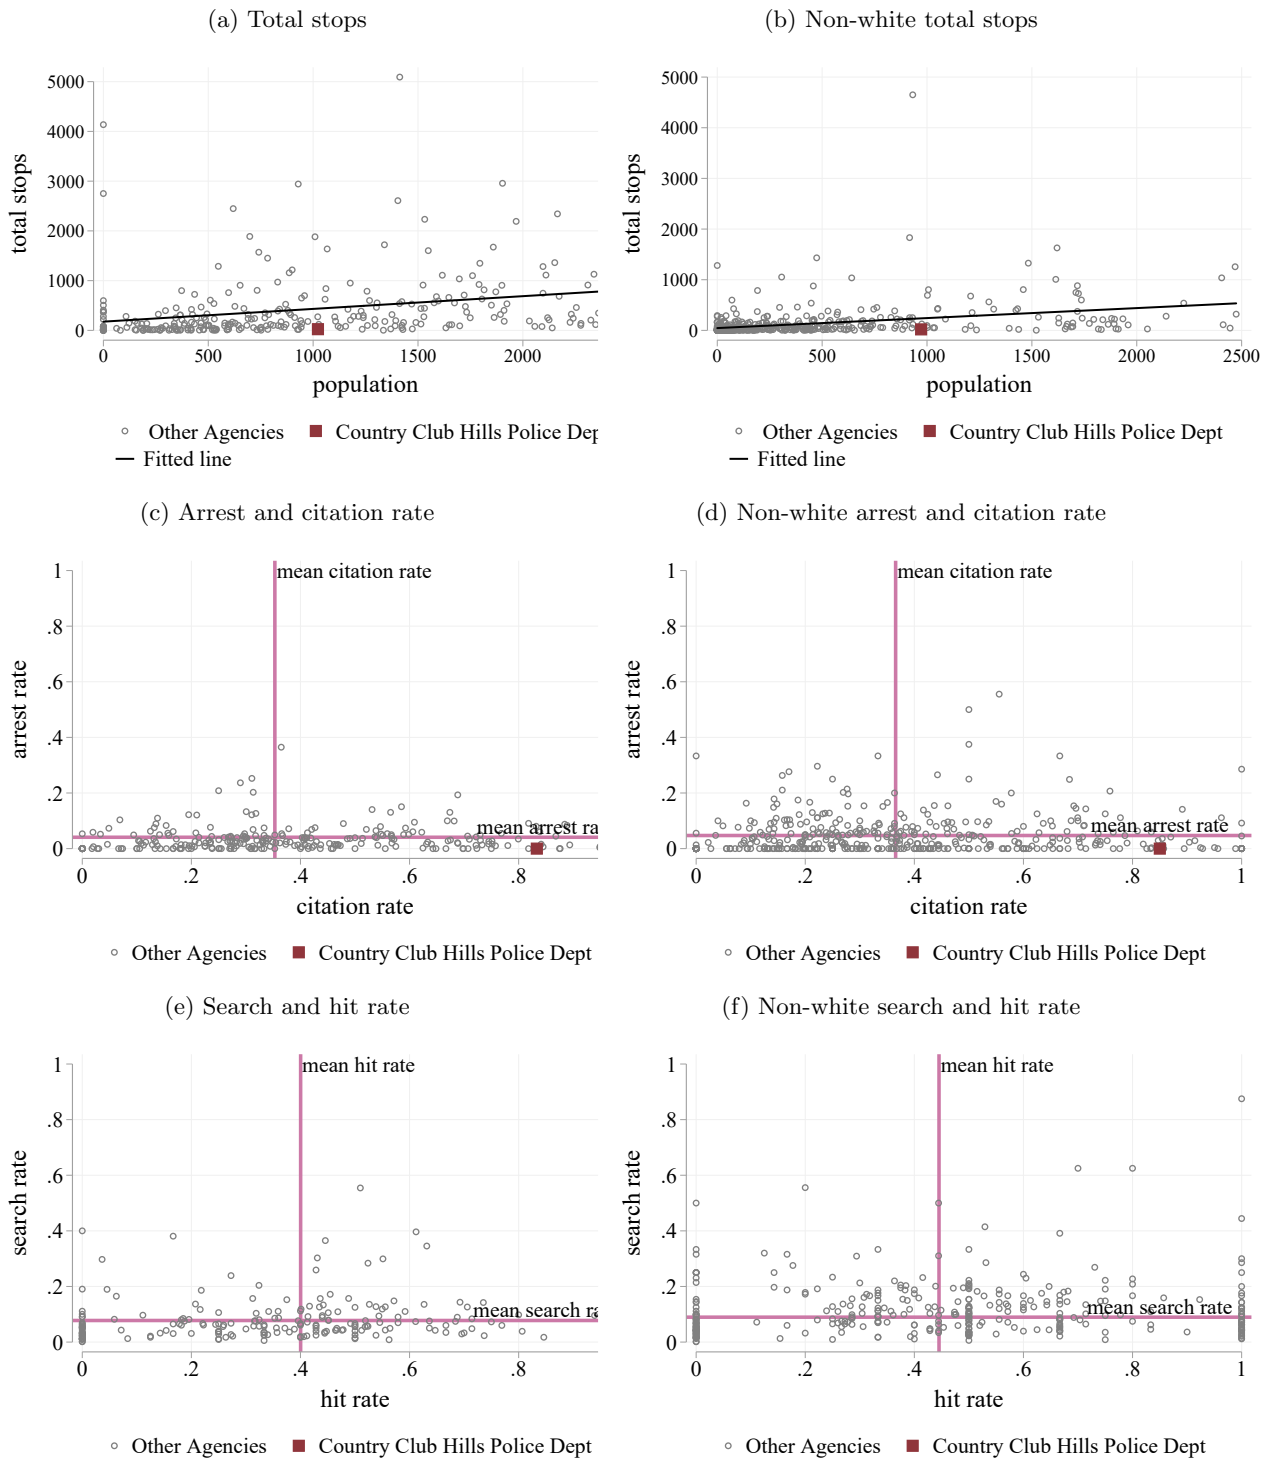 (a) Total stops
(b) Non-white total stops
total stops
5000
4000
3000
2000
1000
0
0 500 1000 1500 2000
population
Other Agencies Country Club Hills Police Dep
Fitted line
total stops
5000
4000
3000
2000
1000
0
0 500 1000 1500 2000 2500
population
Other Agencies Country Club Hills Police Dept
Fitted line
(c) Arrest and citation rate
(d) Non-white arrest and citation rate
arrest rate
1
.8
.6
.4
.2
0
mean citation rate
mean arrest ra
0 .2 .4 .6 .8
citation rate
Other Agencies Country Club Hills Police Dept
arrest rate
1
.8
.6
.4
.2
0
mean citation rate
mean arrest rate
0 .2 .4 .6 .8 1
citation rate
Other Agencies Country Club Hills Police Dept
(e) Search and hit rate
(f) Non-white search and hit rate
search rate
1
.8
.6
.4
.2
0
mean hit rate
mean search ra
0 .2 .4 .6 .8
hit rate
Other Agencies Country Club Hills Police Dept
search rate
1
.8
.6
.4
.2
0
mean hit rate
mean search rate
0 .2 .4 .6 .8 1
hit rate
Other Agencies Country Club Hills Police Dept